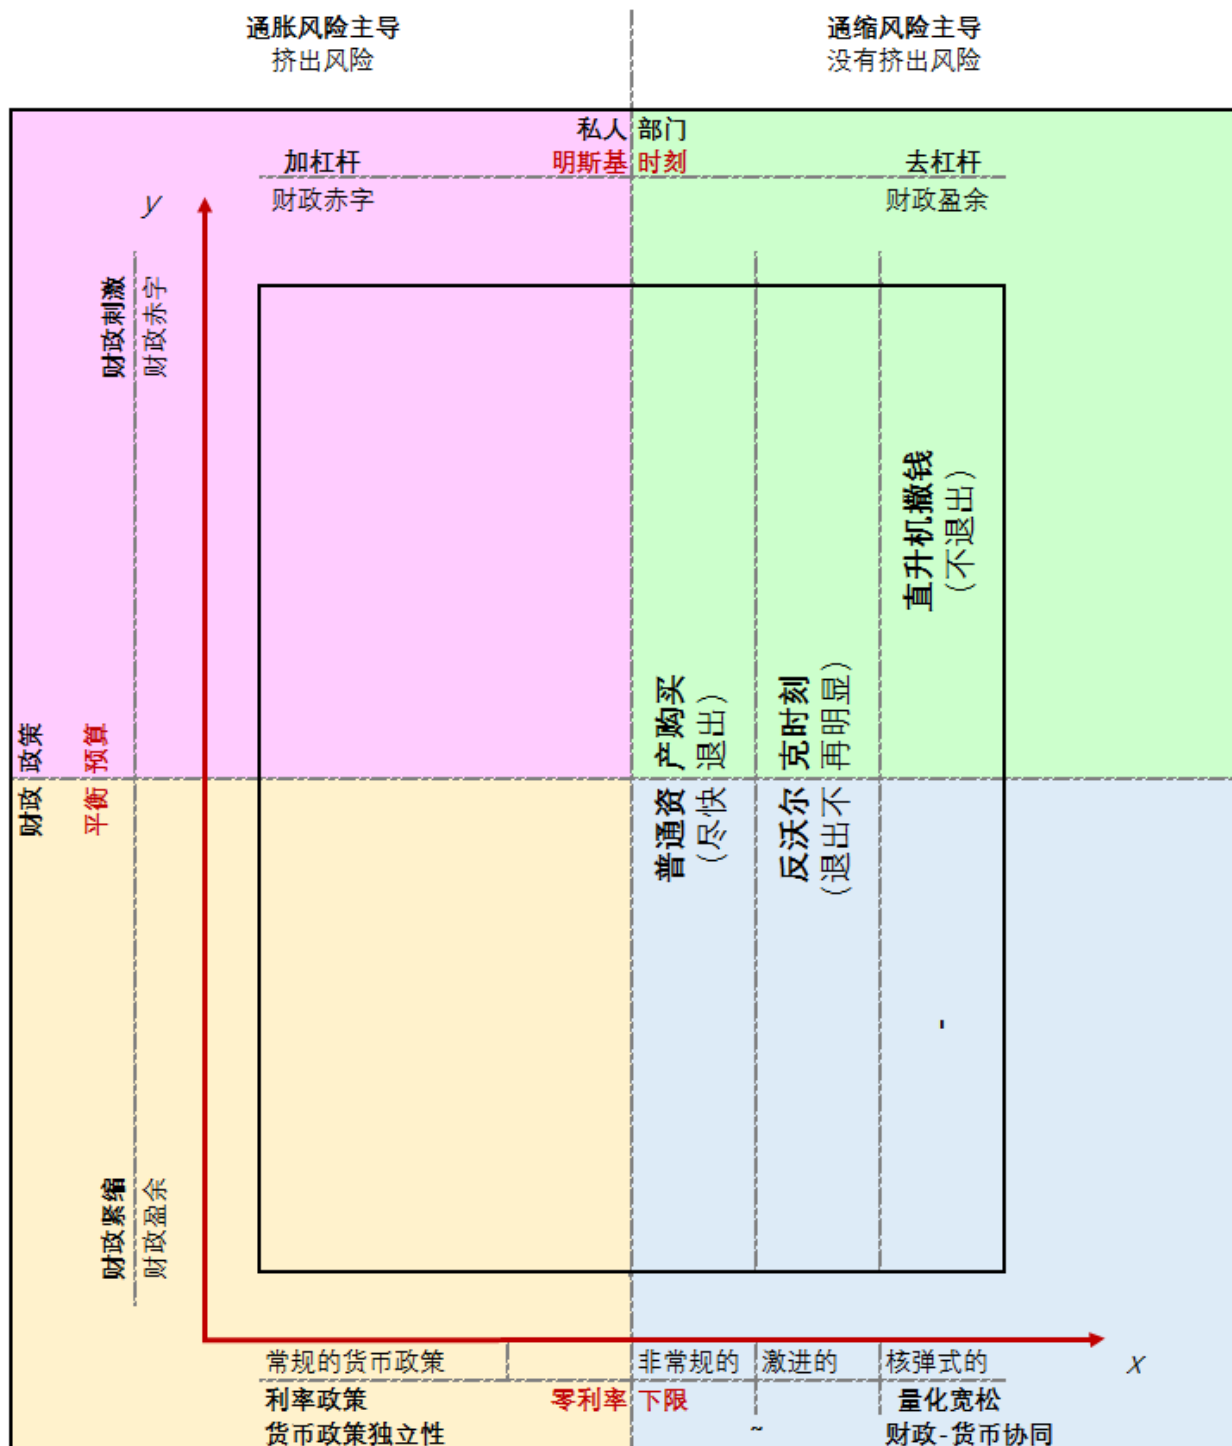 通胀风险主导
挤出风险
通缩风险主导
没有挤出风险
私人部门
加杠杆
明斯基时刻
去杠杆
财政赤字
财政盈余
y
财政刺激
财政赤字
直升机撒钱
(不退出)
普通资产购买
(尽快退出)
反沃尔克时刻
(退出不再明显)
财政政策
平衡预算
-
财政紧缩
财政盈余
常规的货币政策
非常规的
激进的
核弹式的
x
利率政策
零利率下限
量化宽松
货币政策独立性
~
财政-货币协同